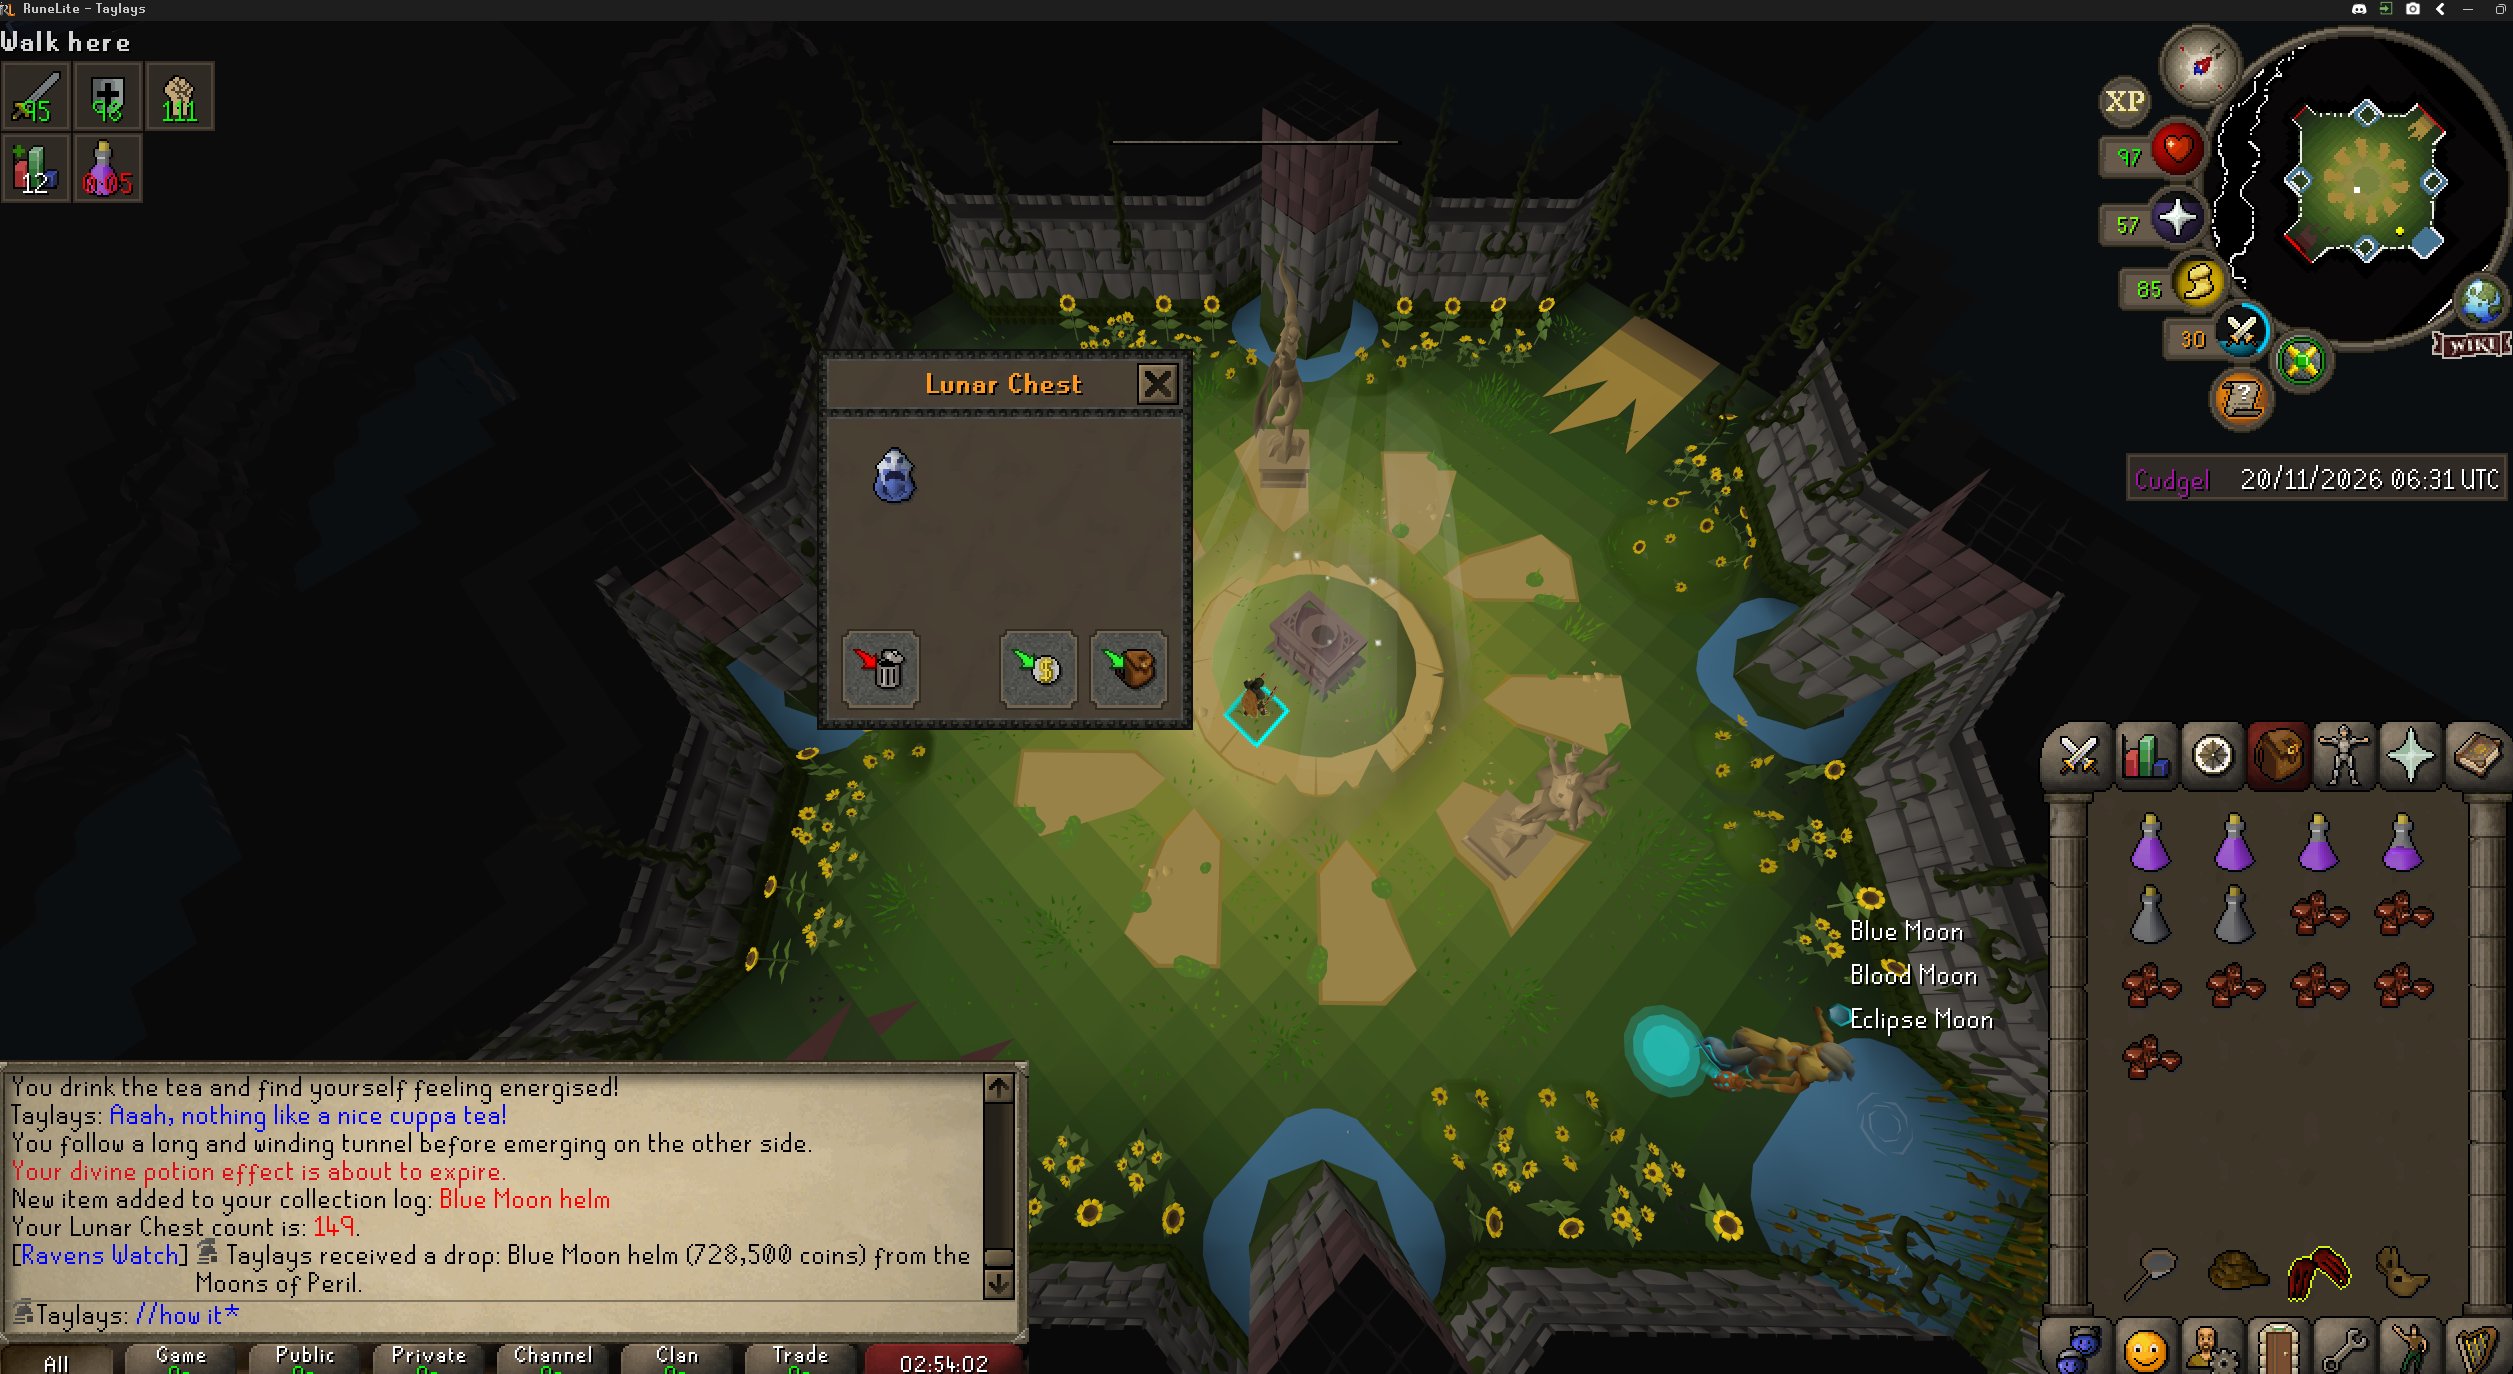 RuneLite - Taylays
Walk here
95
98
111
12
0:05
XP
97
57
85
30
WIKI
Cudgel 20/11/2026 06:31 UTC
Lunar Chest
Blue Moon
Blood Moon
Eclipse Moon
You drink the tea and find yourself feeling energised!
Taylays: Aaah, nothing like a nice cuppa tea!
You follow a long and winding tunnel before emerging on the other side.
Your divine potion effect is about to expire.
New item added to your collection log: Blue Moon helm
Your Lunar Chest count is: 149.
[Ravens Watch] Taylays received a drop: Blue Moon helm (728,500 coins) from the
Moons of Peril.
Taylays: //how it*
All Game Public Private Channel Clan Trade 02:54:02